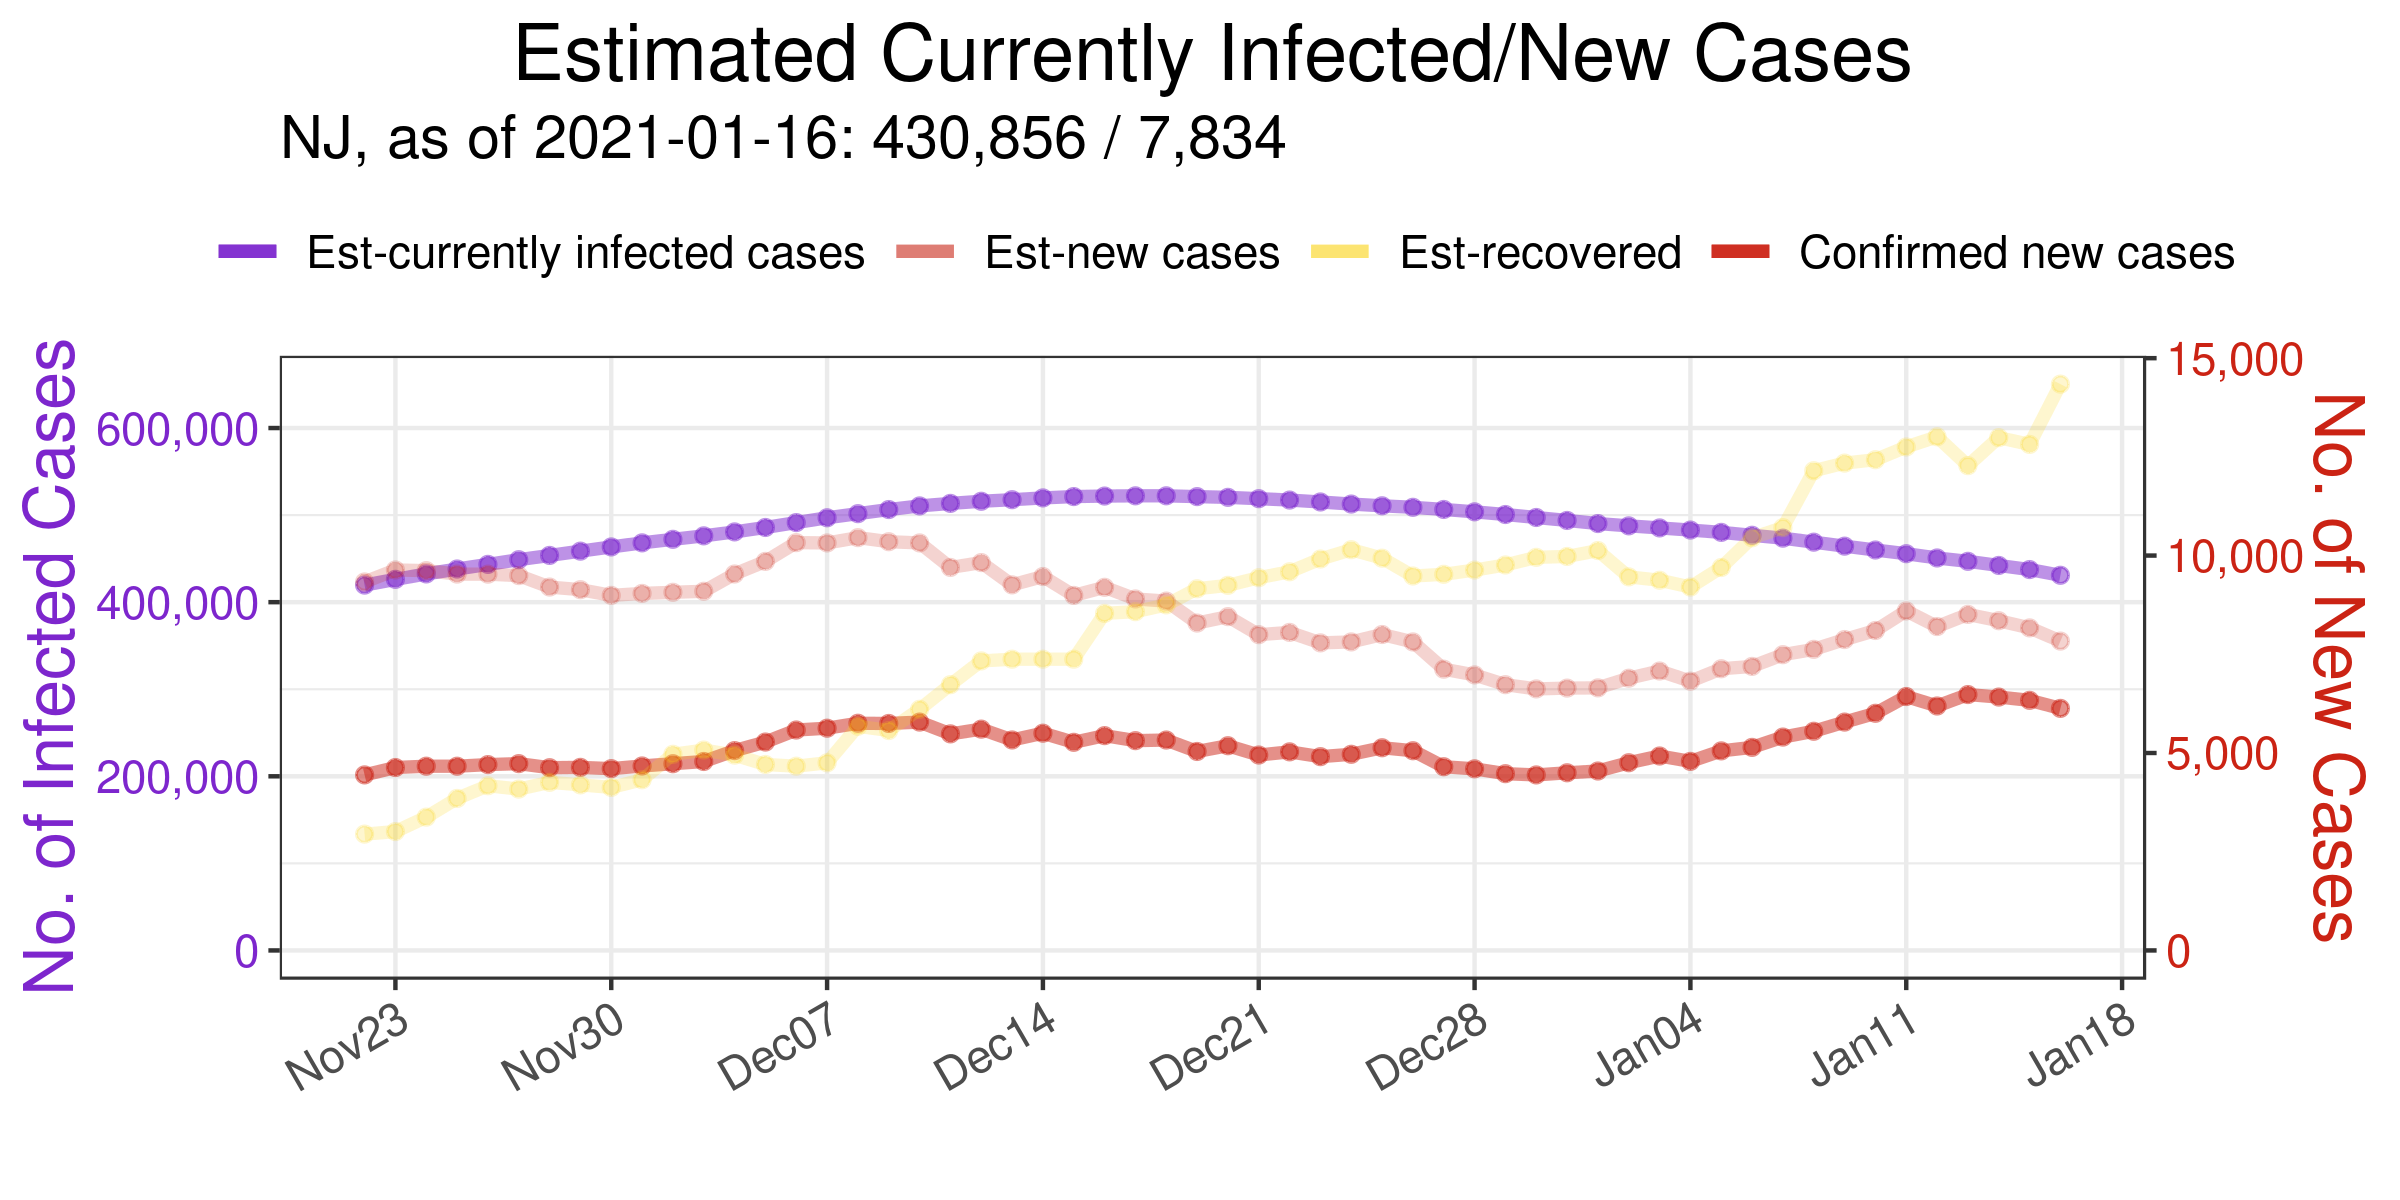 Estimated Currently Infected/New Cases
NJ, as of 2021-01-16: 430,856 / 7,834
Est-currently infected cases Est-new cases Est-recovered Confirmed new cases
No. of Infected Cases
600,000
400,000
200,000
0
15,000
10,000
5,000
0
No. of New Cases
Nov23 Nov30 Dec07 Dec14 Dec21 Dec28 Jan04 Jan11 Jan18